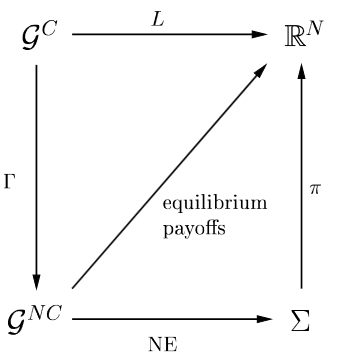 𝒢^C L ℝ^N
Γ
π
equilibrium
payoffs
𝒢^{NC} Σ
NE